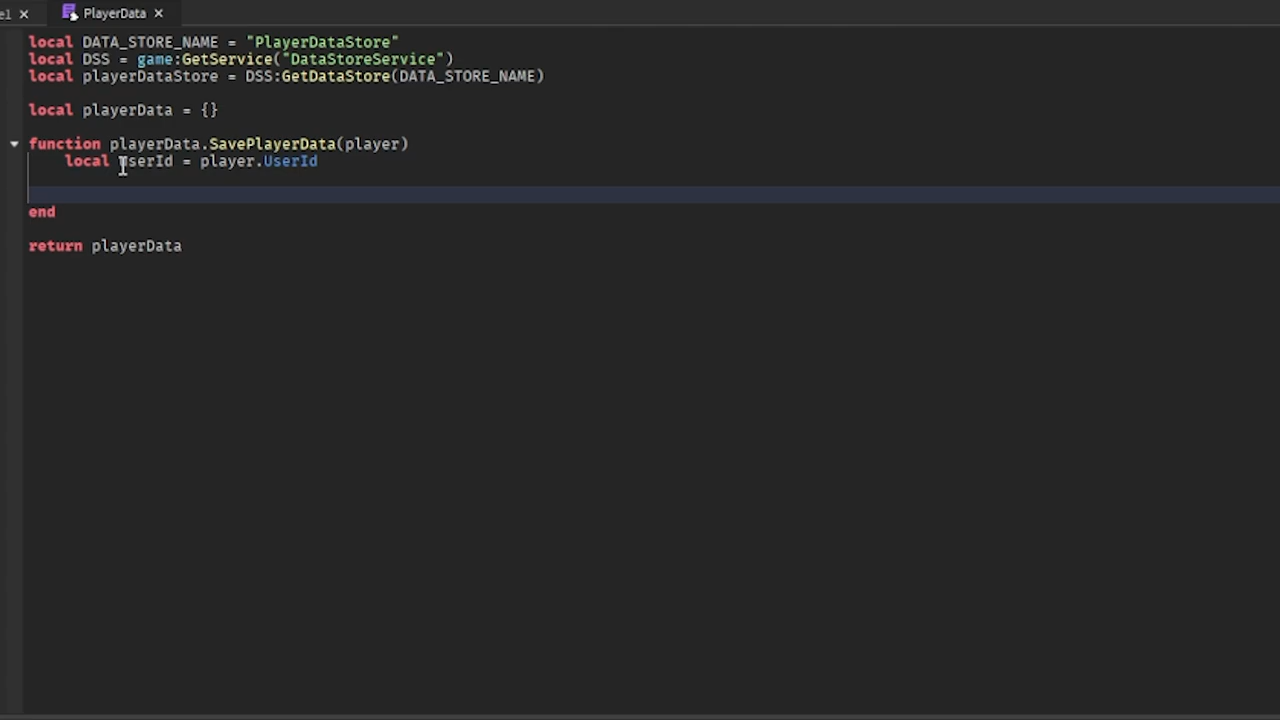 el
PlayerData
local DATA_STORE_NAME = "PlayerDataStore"
local DSS = game:GetService("DataStoreService")
local playerDataStore = DSS:GetDataStore(DATA_STORE_NAME)
local playerData = {}
function playerData.SavePlayerData(player)
local userId = player.UserId
end
return playerData